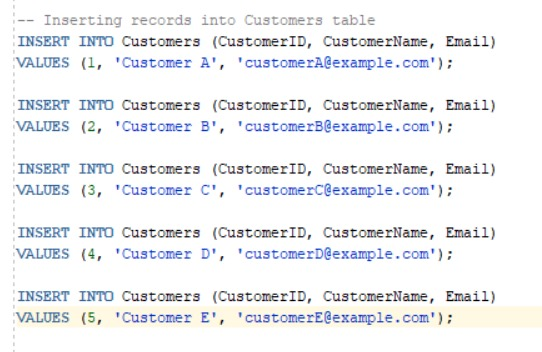 -- Inserting records into Customers table
INSERT INTO Customers (CustomerID, CustomerName, Email)
VALUES (1, 'Customer A', 'customerA@example.com');
INSERT INTO Customers (CustomerID, CustomerName, Email)
VALUES (2, 'Customer B', 'customerB@example.com');
INSERT INTO Customers (CustomerID, CustomerName, Email)
VALUES (3, 'Customer C', 'customerC@example.com');
INSERT INTO Customers (CustomerID, CustomerName, Email)
VALUES (4, 'Customer D', 'customerD@example.com');
INSERT INTO Customers (CustomerID, CustomerName, Email)
VALUES (5, 'Customer E', 'customerE@example.com');